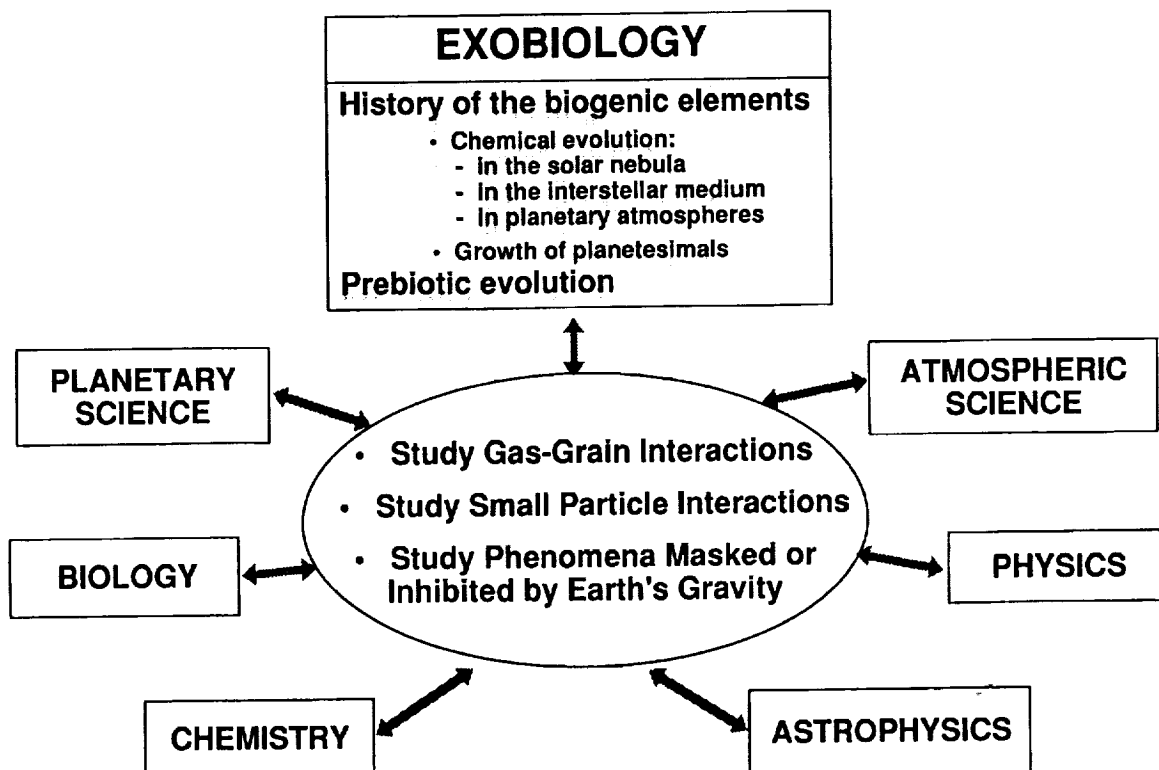 EXOBIOLOGY
History of the biogenic elements
• Chemical evolution:
- In the solar nebula
- In the interstellar medium
- In planetary atmospheres
• Growth of planetesimals
Prebiotic evolution
PLANETARY
SCIENCE
ATMOSPHERIC
SCIENCE
• Study Gas-Grain Interactions
• Study Small Particle Interactions
• Study Phenomena Masked or
Inhibited by Earth's Gravity
BIOLOGY
PHYSICS
CHEMISTRY
ASTROPHYSICS